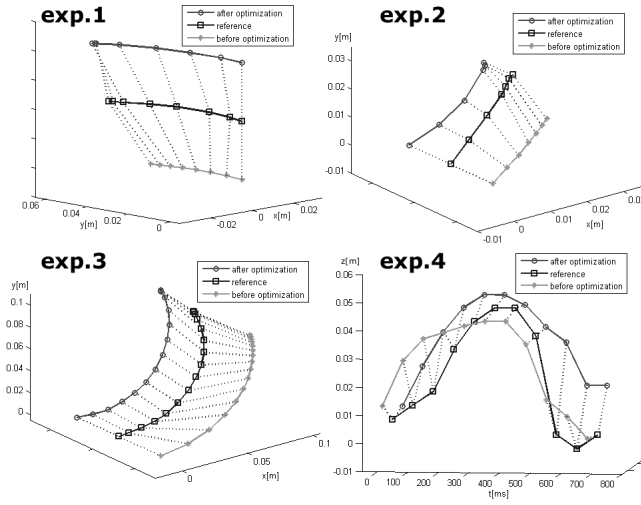 exp.1
after optimization
reference
before optimization
0.06
0.04
0.02
0
y[m]
-0.02
0
0.02
x[m]
exp.2
after optimization
reference
before optimization
y[m]
0.04
0.03
0.02
0.01
0
-0.01
-0.01
0
0.01
0.02
0.03
x[m]
exp.3
after optimization
reference
before optimization
y[m]
0.1
0.08
0.06
0.04
0.02
0
0
0.05
0.1
x[m]
exp.4
after optimization
reference
before optimization
z[m]
0.06
0.05
0.04
0.03
0.02
0.01
0
-0.01
0 100 200 300 400 500 600 700 800
t[ms]